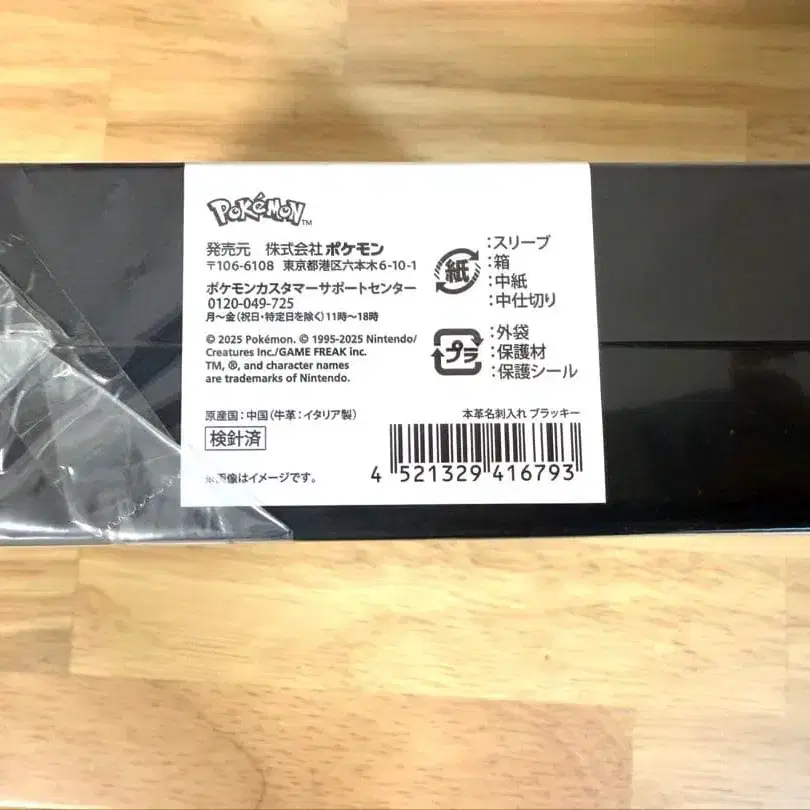 POKéMON™
発売元 株式会社ポケモン
〒106-6108 東京都港区六本木6-10-1
ポケモンカスタマーサポートセンター
0120-049-725
月～金(祝日・特定日を除く)11時～18時
© 2025 Pokémon. © 1995-2025 Nintendo/
Creatures Inc./GAME FREAK inc.
TM, ®, and character names
are trademarks of Nintendo.
原産国:中国(牛革:イタリア製)
検針済
※画像はイメージです。
紙
:スリーブ
:箱
:中紙
:中仕切り
プラ
:外袋
:保護材
:保護シール
本革名刺入れ ブラッキー
4 521329 416793